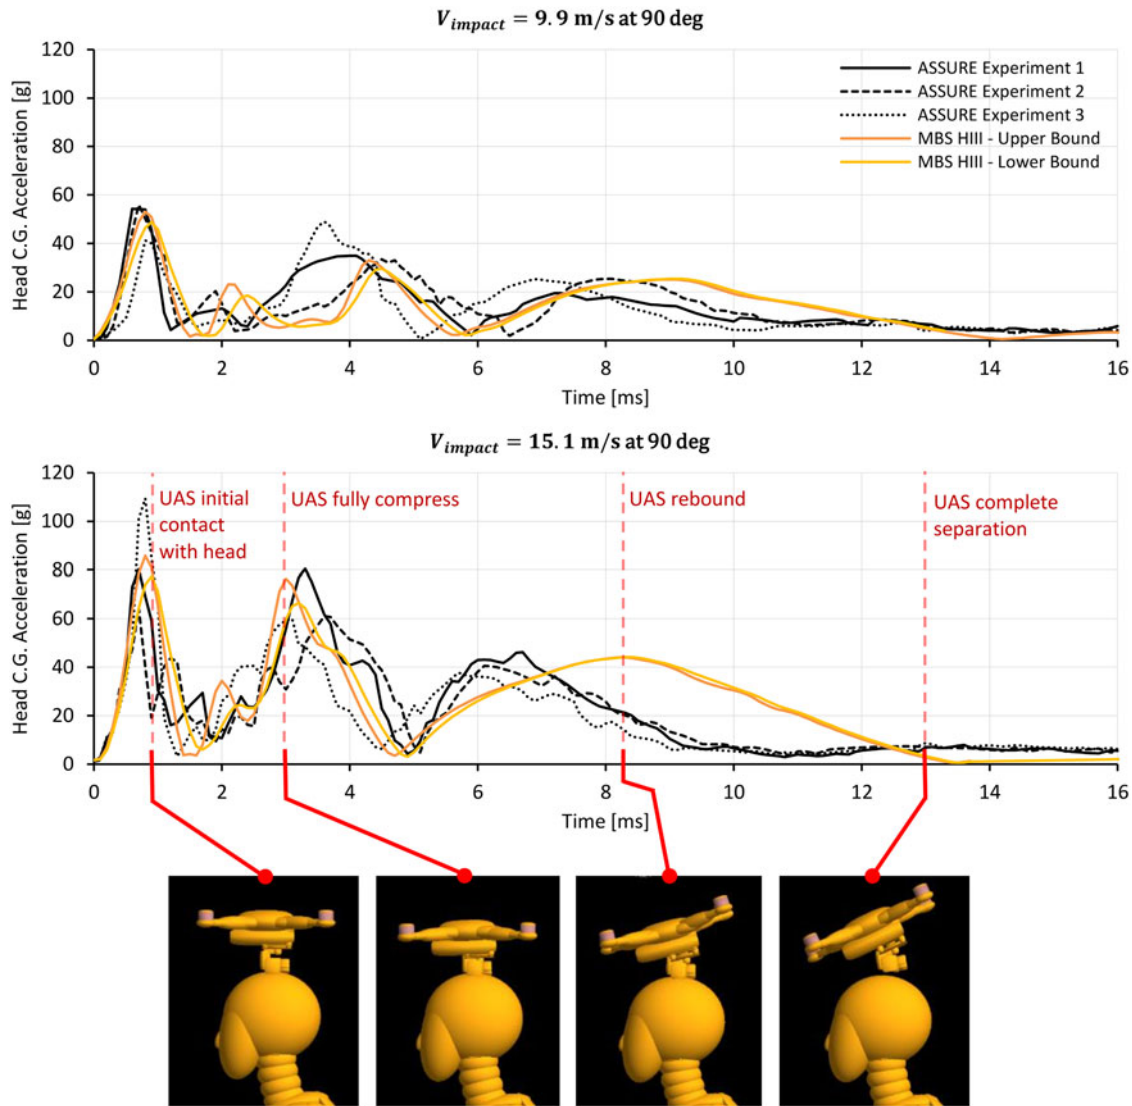 V_impact = 9.9 m/s at 90 deg
120
100
80
60
40
20
0
Head C.G. Acceleration [g]
ASSURE Experiment 1
ASSURE Experiment 2
ASSURE Experiment 3
MBS HIII - Upper Bound
MBS HIII - Lower Bound
0 2 4 6 8 10 12 14 16
Time [ms]
V_impact = 15.1 m/s at 90 deg
120
100
80
60
40
20
0
Head C.G. Acceleration [g]
UAS initial
contact
with head
UAS fully compress
UAS rebound
UAS complete
separation
0 2 4 6 8 10 12 14 16
Time [ms]